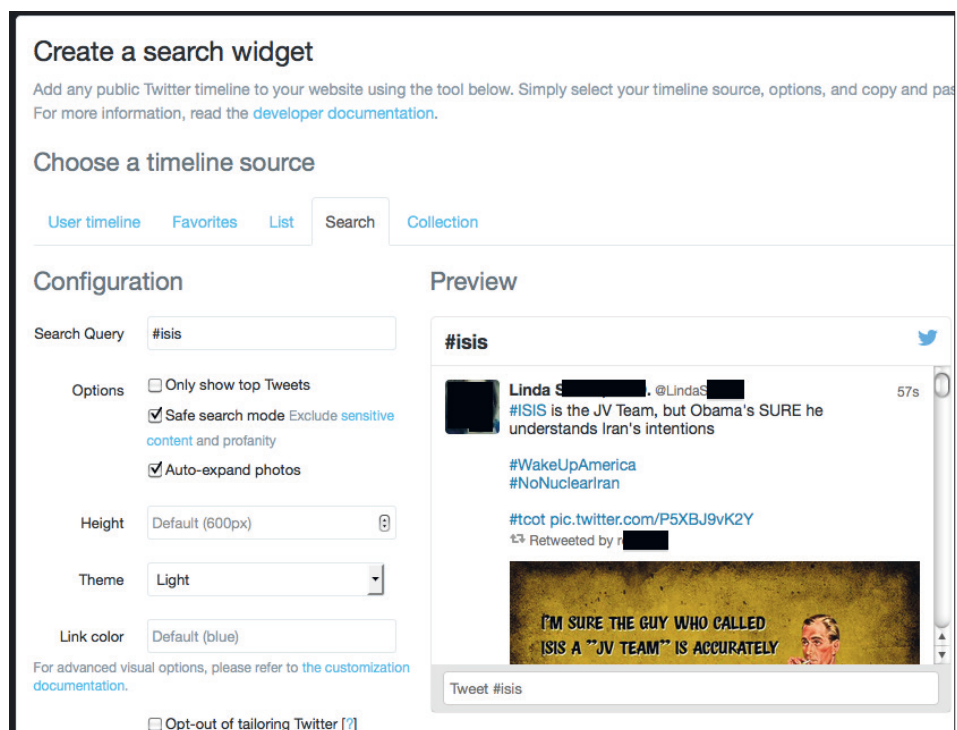 Create a search widget
Add any public Twitter timeline to your website using the tool below. Simply select your timeline source, options, and copy and pas
For more information, read the developer documentation.
Choose a timeline source
User timeline Favorites List Search Collection
Configuration
Search Query #isis
Options Only show top Tweets
Safe search mode Exclude sensitive
content and profanity
Auto-expand photos
Height Default (600px)
Theme Light
Link color Default (blue)
For advanced visual options, please refer to the customization
documentation.
Opt-out of tailoring Twitter [?]
Preview
#isis
Linda S . @LindaS 57s
#ISIS is the JV Team, but Obama's SURE he
understands Iran's intentions
#WakeUpAmerica
#NoNuclearIran
#tcot pic.twitter.com/P5XBJ9vK2Y
Retweeted by r
I'M SURE THE GUY WHO CALLED
ISIS A "JV TEAM" IS ACCURATELY
Tweet #isis